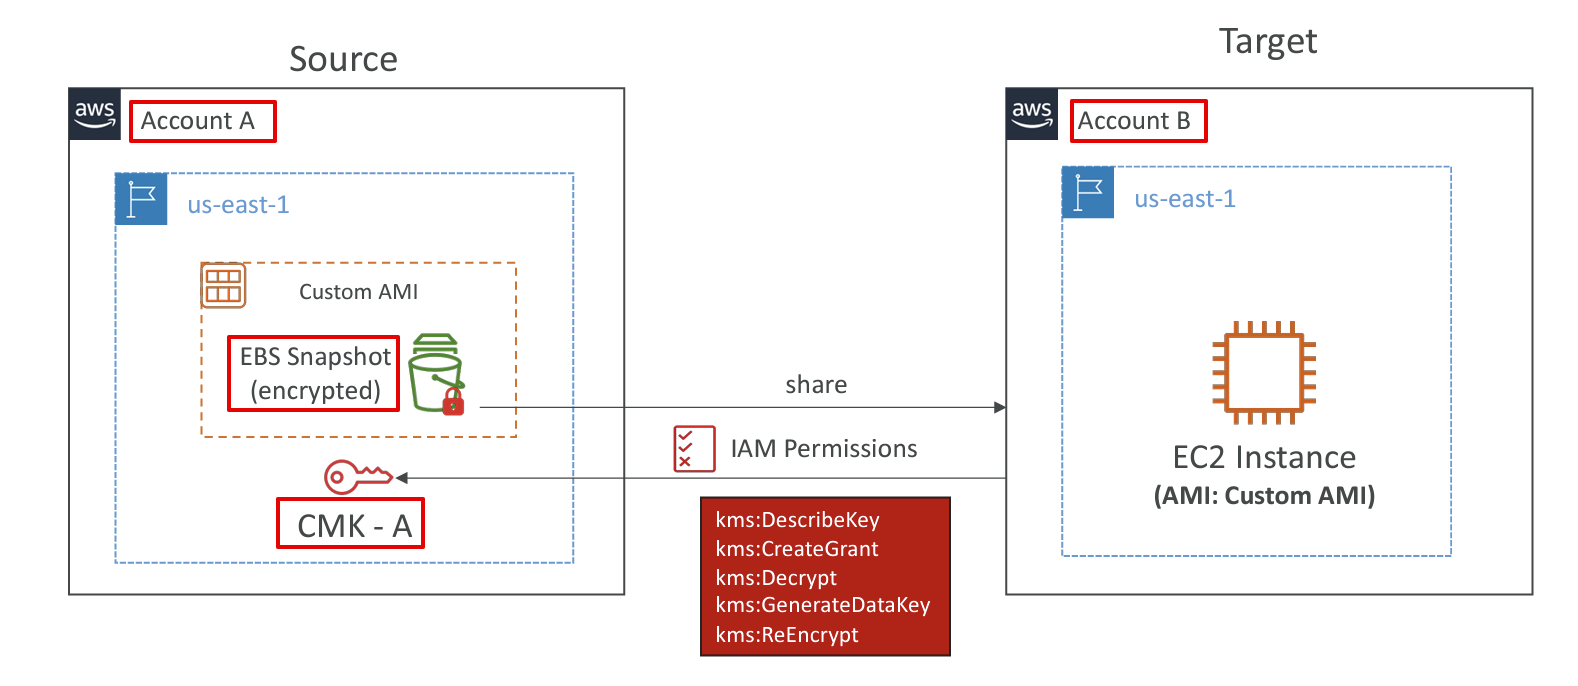 Source
Target
aws
Account A
aws
Account B
us-east-1
us-east-1
Custom AMI
EBS Snapshot
(encrypted)
share
IAM Permissions
CMK - A
EC2 Instance
(AMI: Custom AMI)
kms:DescribeKey
kms:CreateGrant
kms:Decrypt
kms:GenerateDataKey
kms:ReEncrypt